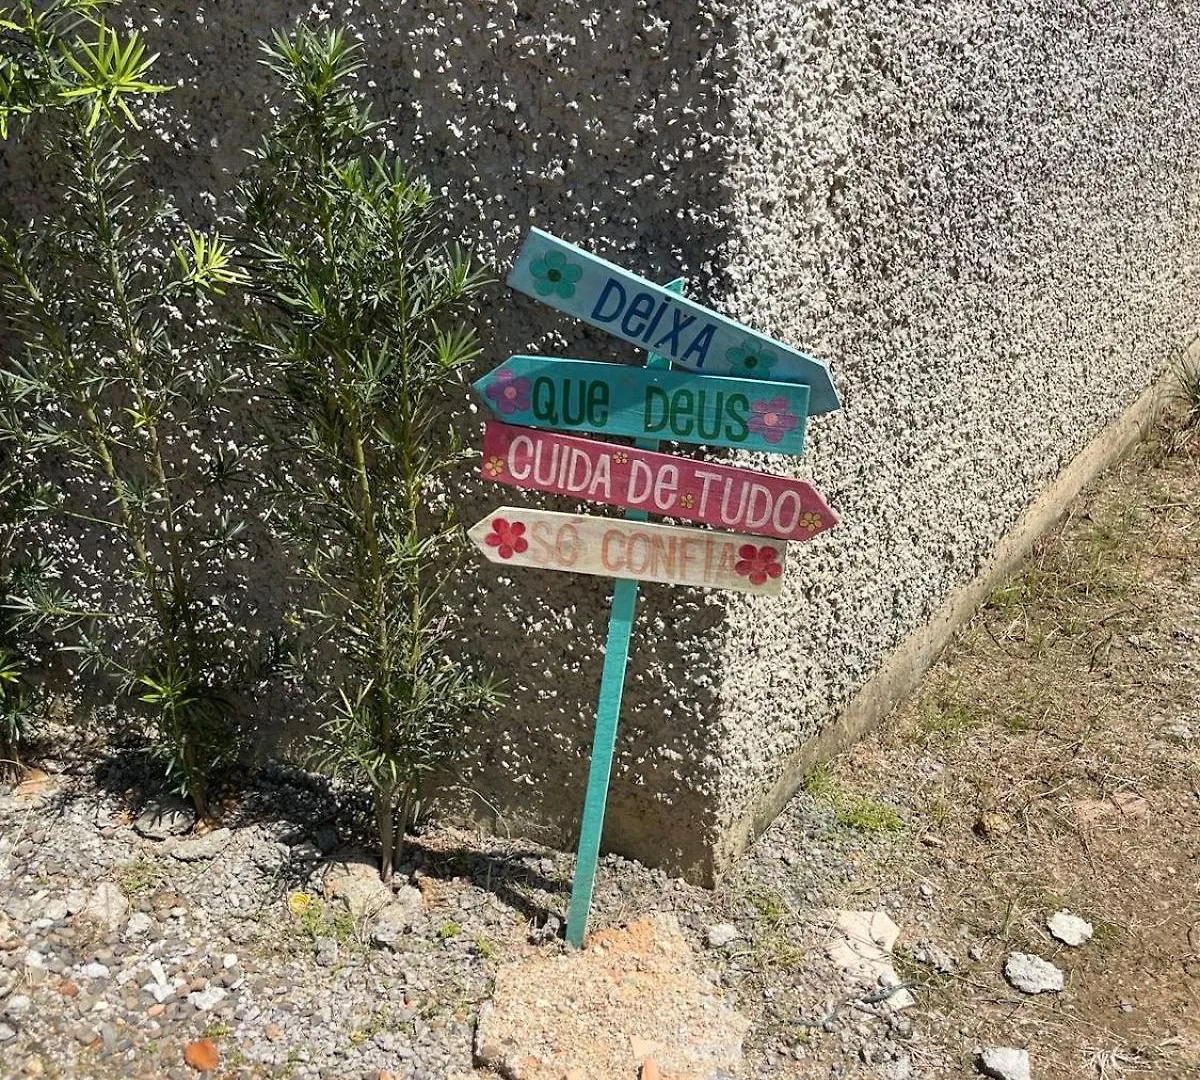 DeiXA
QUe DeUS
CUIDA De TUDO
SÓ CONFIA